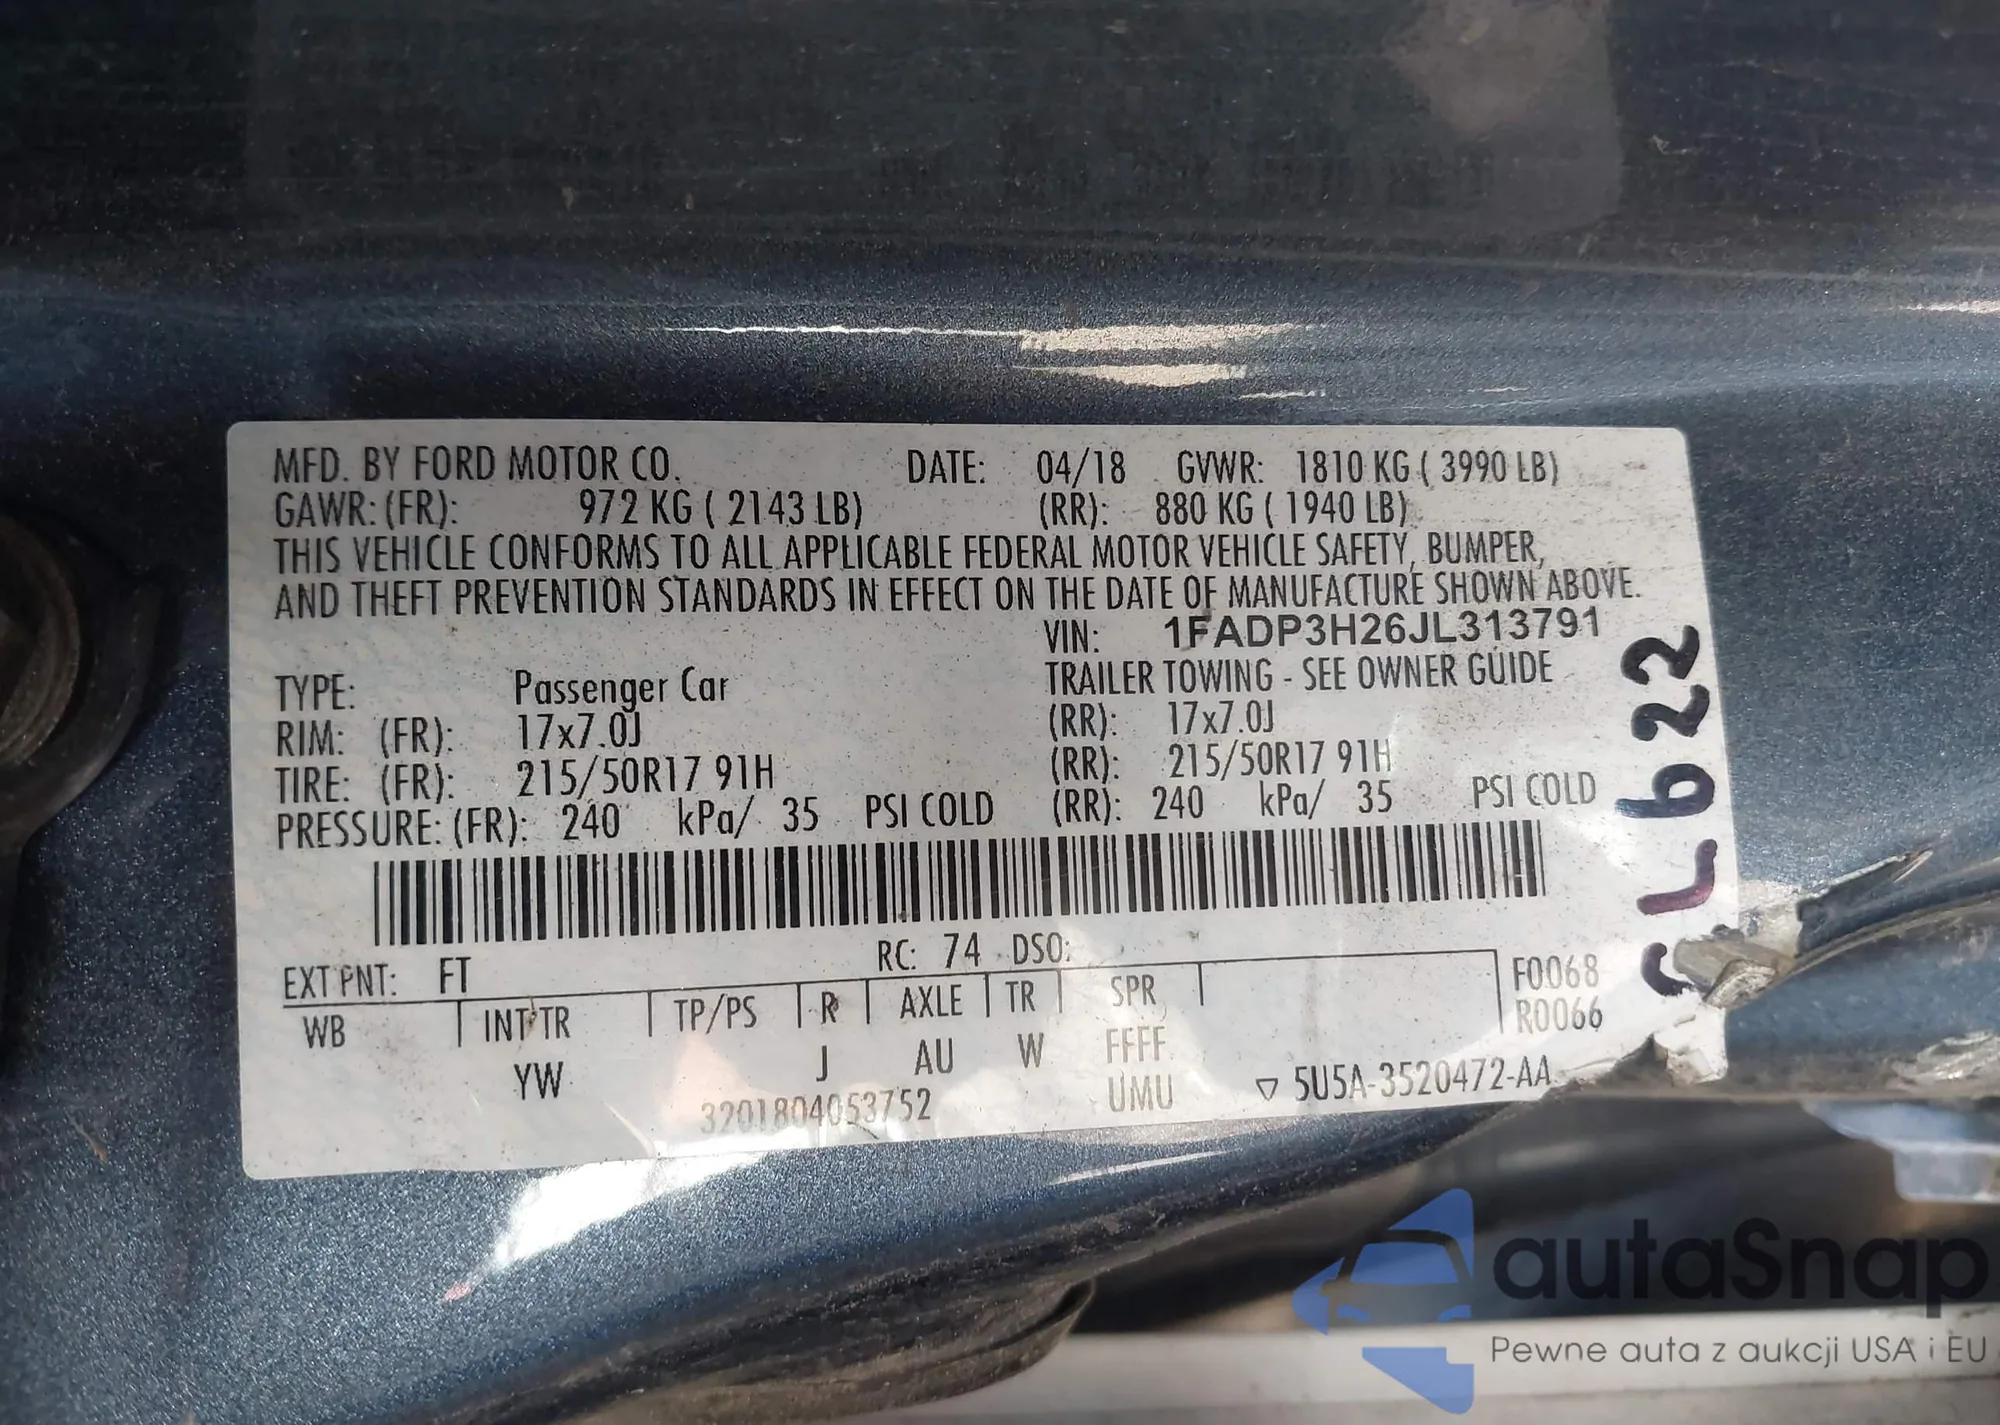 MFD. BY FORD MOTOR CO. DATE: 04/18 GVWR: 1810 KG ( 3990 LB)
GAWR: (FR): 972 KG ( 2143 LB) (RR): 880 KG ( 1940 LB)
THIS VEHICLE CONFORMS TO ALL APPLICABLE FEDERAL MOTOR VEHICLE SAFETY, BUMPER,
AND THEFT PREVENTION STANDARDS IN EFFECT ON THE DATE OF MANUFACTURE SHOWN ABOVE.
VIN: 1FADP3H26JL313791
TYPE: Passenger Car TRAILER TOWING - SEE OWNER GUIDE
RIM: (FR): 17x7.0J (RR): 17x7.0J
TIRE: (FR): 215/50R17 91H (RR): 215/50R17 91H
PRESSURE: (FR): 240 kPa/ 35 PSI COLD (RR): 240 kPa/ 35 PSI COLD
EXT PNT: FT RC: 74 DSO:
WB INT TR TP/PS R AXLE TR SPR F0068
R0066
YW J AU W FFFF
3201804053752 UMU ▽ 5U5A-3520472-AA
autaSnap
Pewne auta z aukcji USA i EU